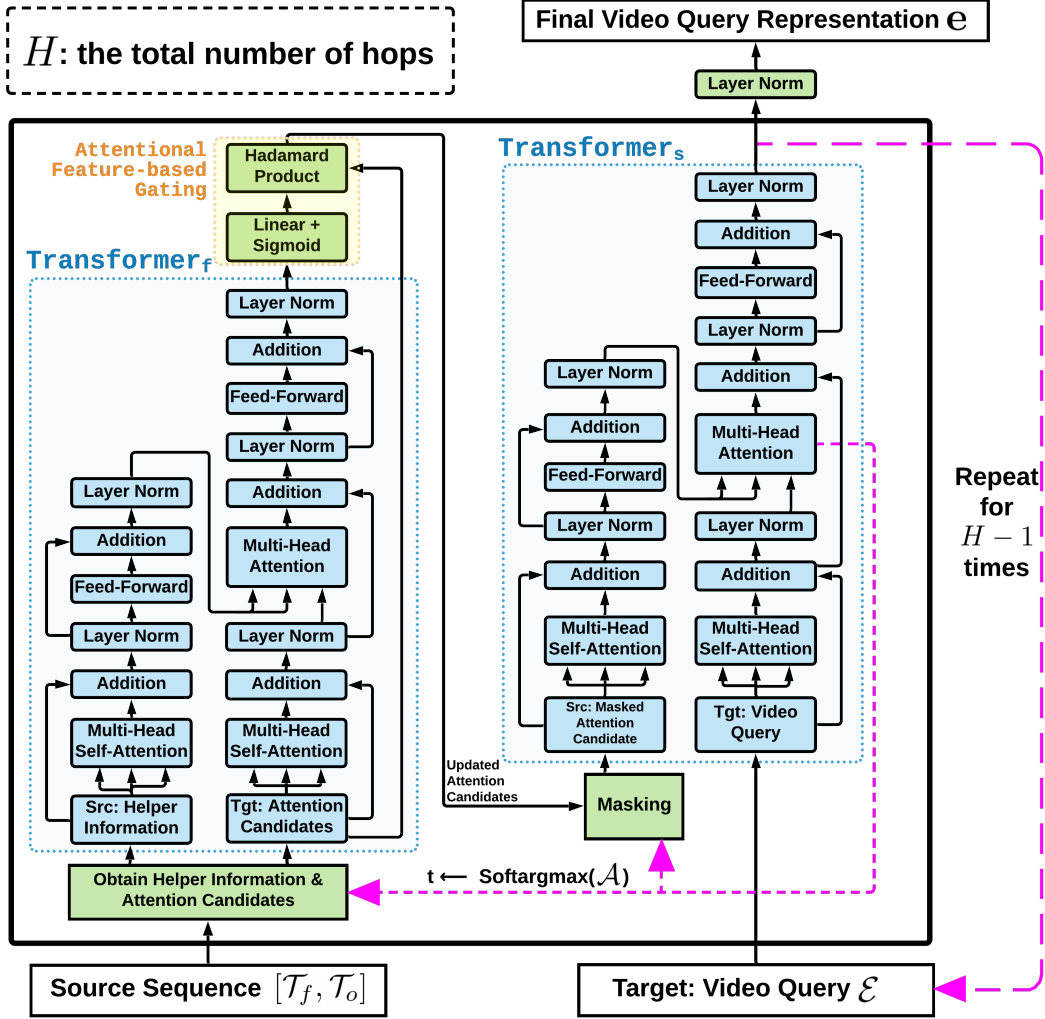 Final Video Query Representation e
H: the total number of hops
Layer Norm
Attentional
Feature-based
Gating
Hadamard
Product
Linear +
Sigmoid
Transformer_s
Layer Norm
Addition
Feed-Forward
Layer Norm
Addition
Multi-Head
Attention
Layer Norm
Addition
Multi-Head
Self-Attention
Tgt: Video
Query
Layer Norm
Addition
Feed-Forward
Layer Norm
Addition
Multi-Head
Self-Attention
Src: Masked
Attention
Candidate
Transformer_f
Layer Norm
Addition
Feed-Forward
Layer Norm
Addition
Multi-Head
Attention
Layer Norm
Addition
Multi-Head
Self-Attention
Tgt: Attention
Candidates
Layer Norm
Addition
Feed-Forward
Layer Norm
Addition
Multi-Head
Self-Attention
Src: Helper
Information
Repeat
for
H − 1
times
Updated
Attention
Candidates
Masking
t ← Softargmax(𝒜)
Obtain Helper Information &
Attention Candidates
Source Sequence [𝒯_f, 𝒯_o]
Target: Video Query ℰ